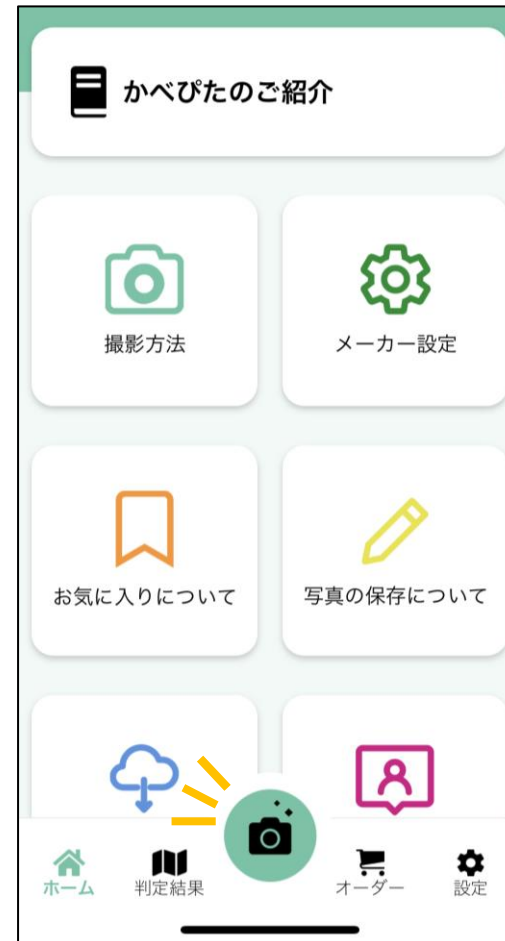 かべぴたのご紹介
撮影方法
メーカー設定
お気に入りについて
写真の保存について
ホーム
判定結果
オーダー
設定